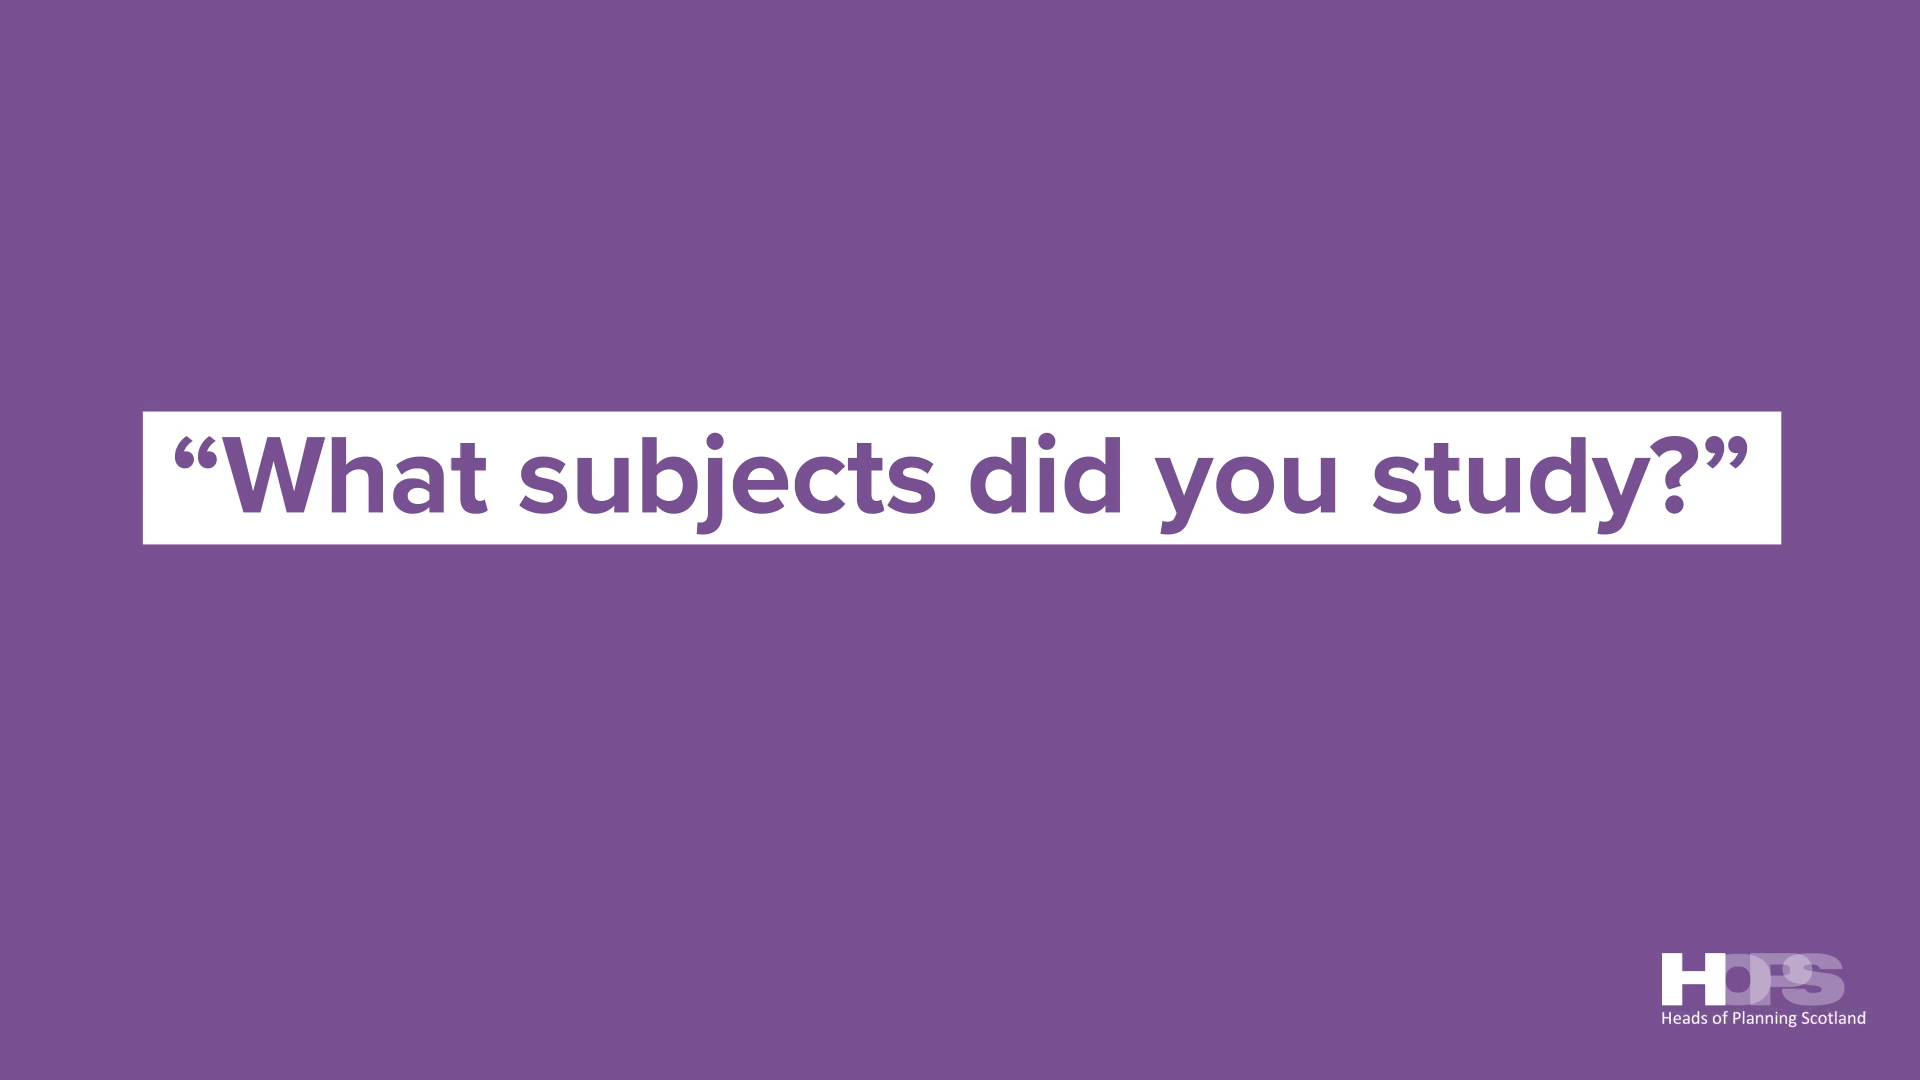 “What subjects did you study?”
HOPS
Heads of Planning Scotland